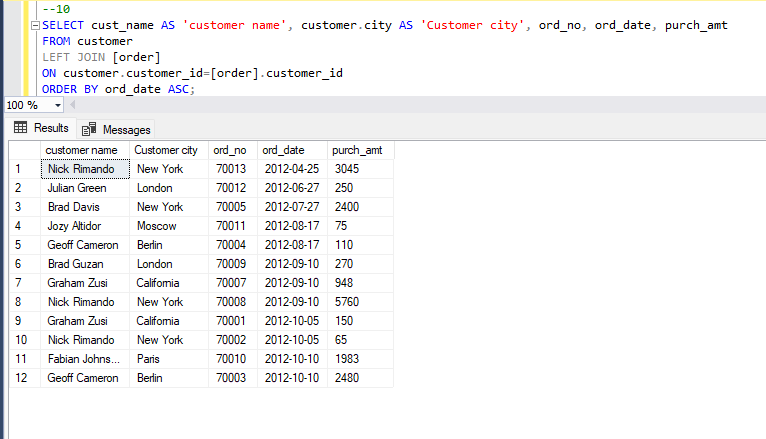 --10
SELECT cust_name AS 'customer name', customer.city AS 'Customer city', ord_no, ord_date, purch_amt
FROM customer
LEFT JOIN [order]
ON customer.customer_id=[order].customer_id
ORDER BY ord_date ASC;
100 %
Results Messages
customer name Customer city ord_no ord_date purch_amt
1 Nick Rimando New York 70013 2012-04-25 3045
2 Julian Green London 70012 2012-06-27 250
3 Brad Davis New York 70005 2012-07-27 2400
4 Jozy Altidor Moscow 70011 2012-08-17 75
5 Geoff Cameron Berlin 70004 2012-08-17 110
6 Brad Guzan London 70009 2012-09-10 270
7 Graham Zusi California 70007 2012-09-10 948
8 Nick Rimando New York 70008 2012-09-10 5760
9 Graham Zusi California 70001 2012-10-05 150
10 Nick Rimando New York 70002 2012-10-05 65
11 Fabian Johns... Paris 70010 2012-10-10 1983
12 Geoff Cameron Berlin 70003 2012-10-10 2480